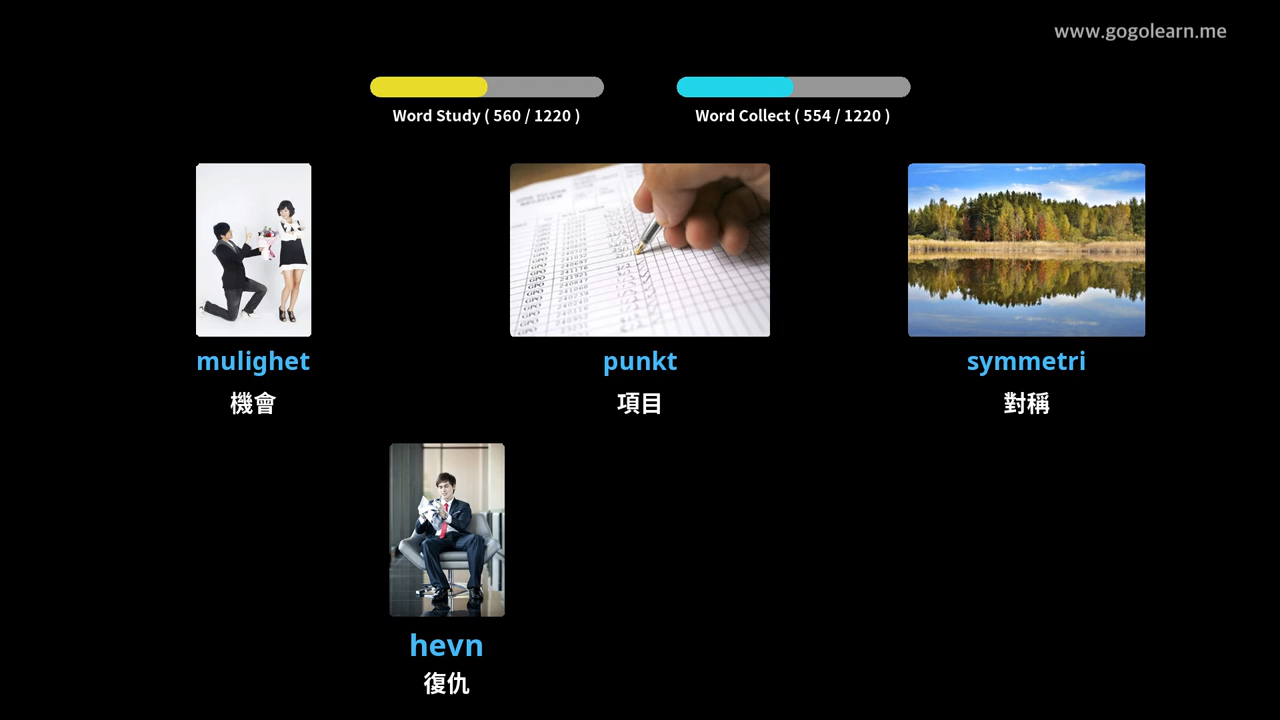 www.gogolearn.me
Word Study ( 560 / 1220 )
Word Collect ( 554 / 1220 )
mulighet
機會
punkt
項目
symmetri
對稱
hevn
復仇